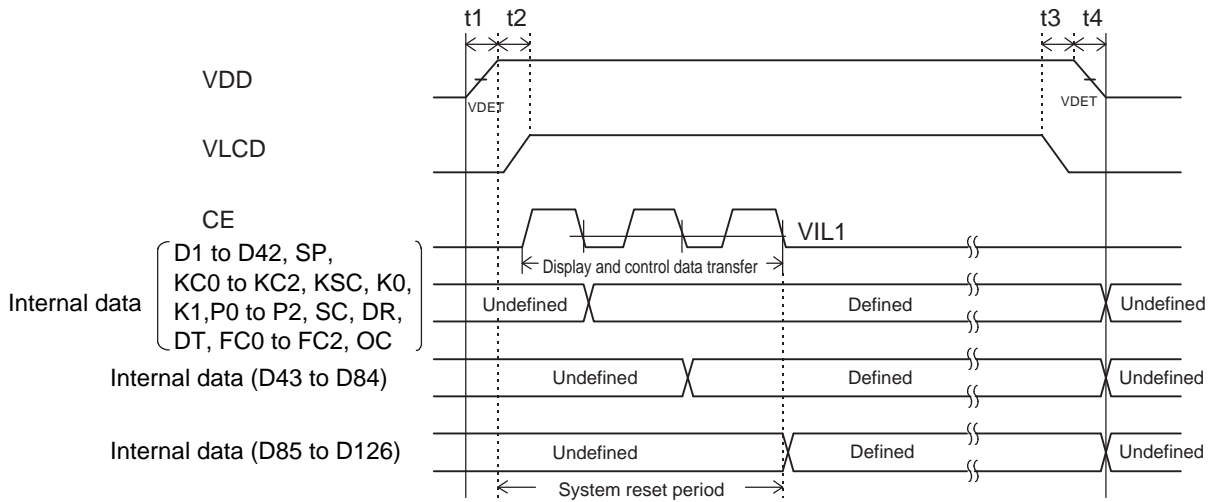 t1 t2 t3 t4
VDD
VDET VDET
VLCD
CE
VIL1
D1 to D42, SP,
Display and control data transfer
KC0 to KC2, KSC, K0,
Internal data
K1,P0 to P2, SC, DR,
Undefined Defined Undefined
DT, FC0 to FC2, OC
Internal data (D43 to D84) Undefined Defined Undefined
Internal data (D85 to D126) Undefined Defined Undefined
System reset period